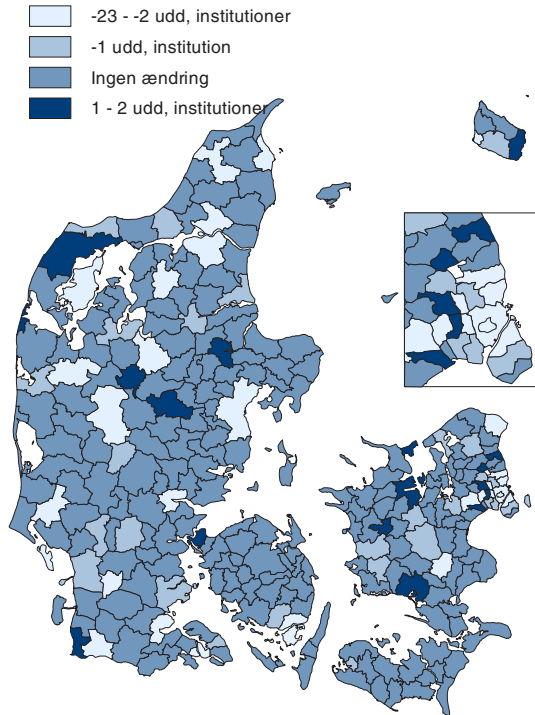 -23 - -2 udd, institutioner
-1 udd, institution
Ingen ændring
1 - 2 udd, institutioner